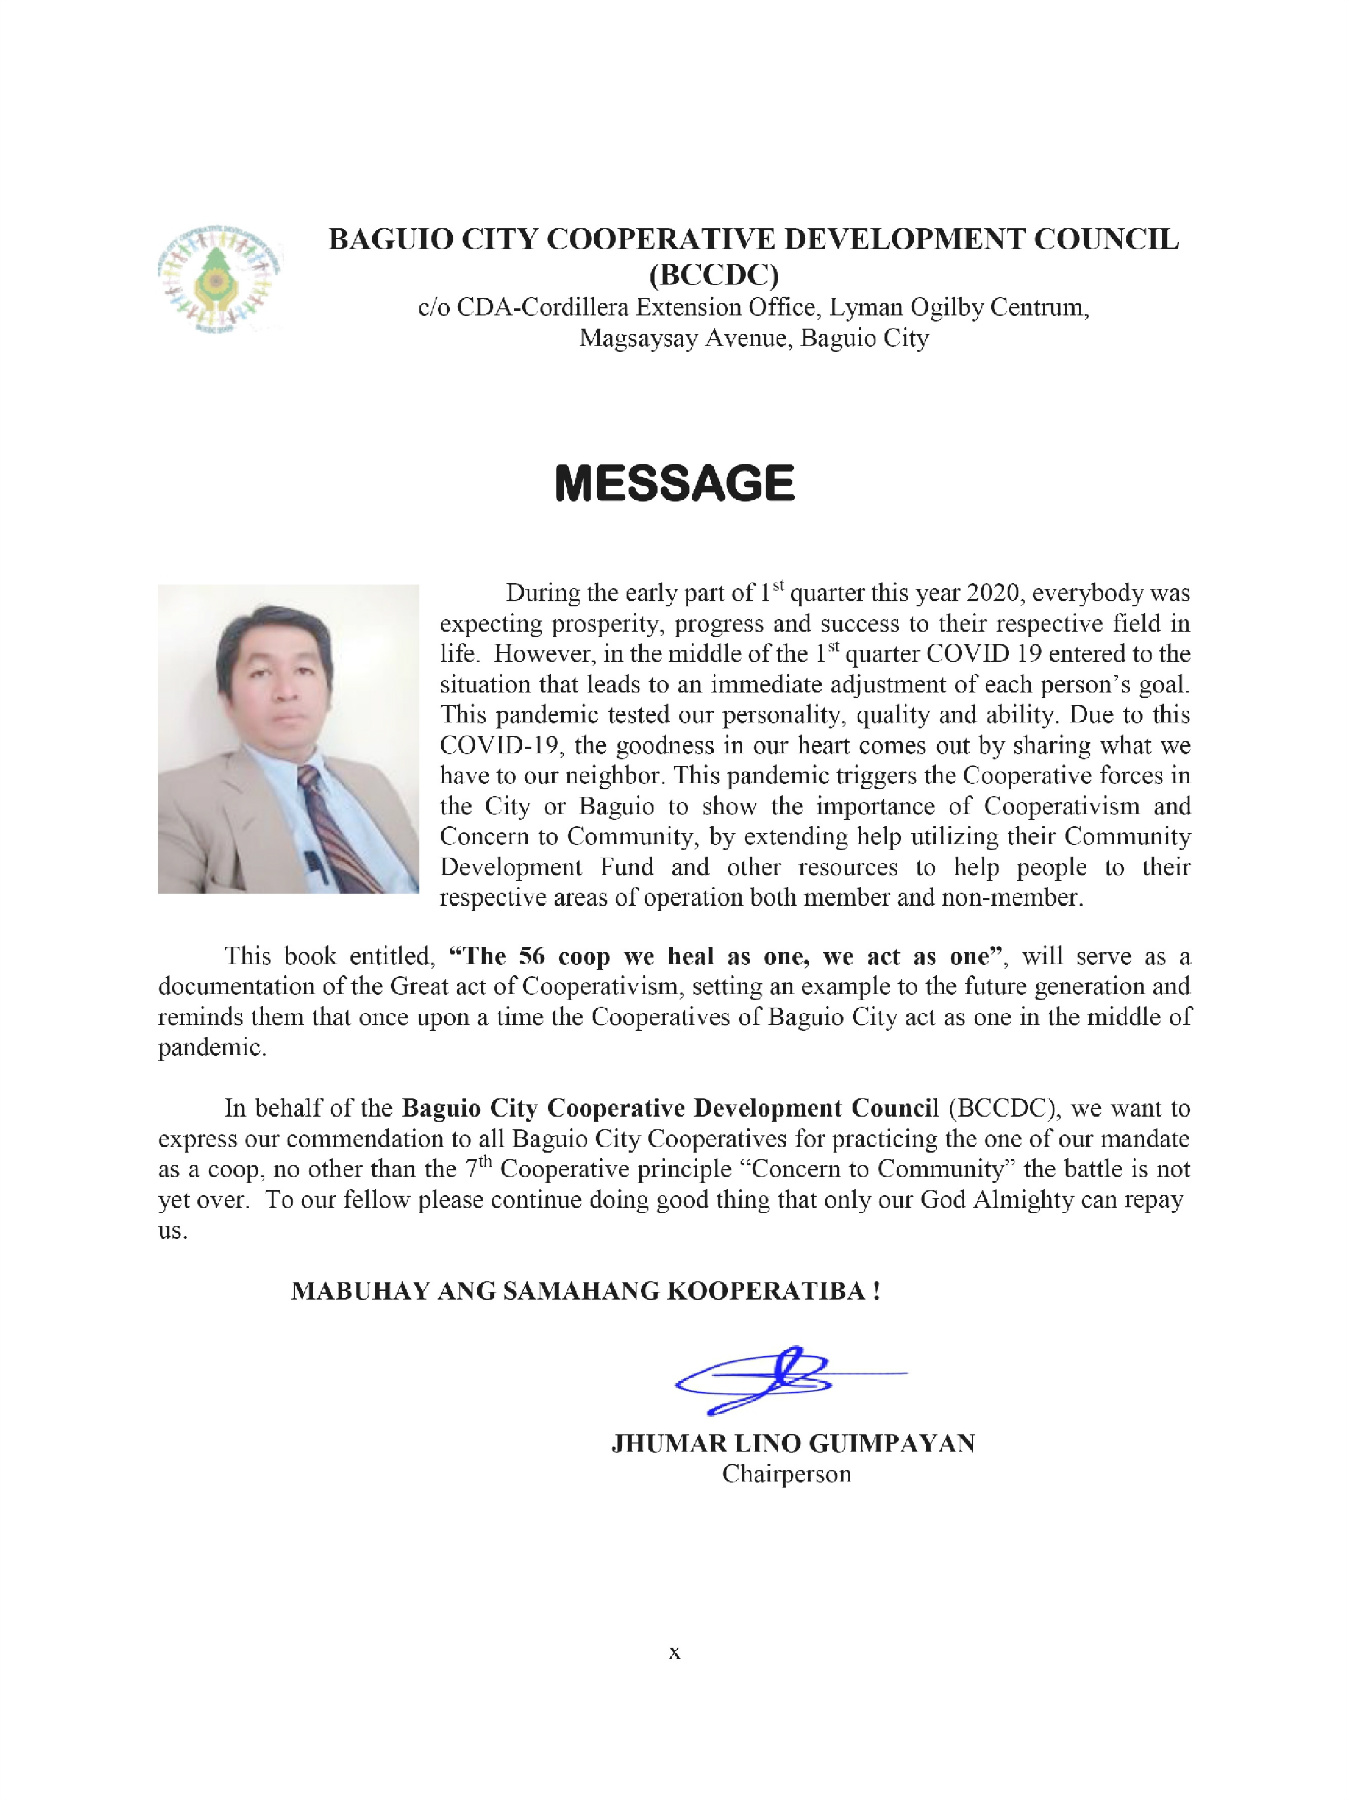 BAGUIO CITY COOPERATIVE DEVELOPMENT COUNCIL
(BCCDC)
c/o CDA-Cordillera Extension Office, Lyman Ogilby Centrum,
Magsaysay Avenue, Baguio City
MESSAGE
During the early part of 1st quarter this year 2020, everybody was
expecting prosperity, progress and success to their respective field in
life. However, in the middle of the 1st quarter COVID 19 entered to the
situation that leads to an immediate adjustment of each person's goal.
This pandemic tested our personality, quality and ability. Due to this
COVID-19, the goodness in our heart comes out by sharing what we
have to our neighbor. This pandemic triggers the Cooperative forces in
the City or Baguio to show the importance of Cooperativism and
Concern to Community, by extending help utilizing their Community
Development Fund and other resources to help people to their
respective areas of operation both member and non-member.
This book entitled, “The 56 coop we heal as one, we act as one”, will serve as a
documentation of the Great act of Cooperativism, setting an example to the future generation and
reminds them that once upon a time the Cooperatives of Baguio City act as one in the middle of
pandemic.
In behalf of the Baguio City Cooperative Development Council (BCCDC), we want to
express our commendation to all Baguio City Cooperatives for practicing the one of our mandate
as a coop, no other than the 7th Cooperative principle “Concern to Community” the battle is not
yet over. To our fellow please continue doing good thing that only our God Almighty can repay
us.
MABUHAY ANG SAMAHANG KOOPERATIBA !
JHUMAR LINO GUIMPAYAN
Chairperson
x